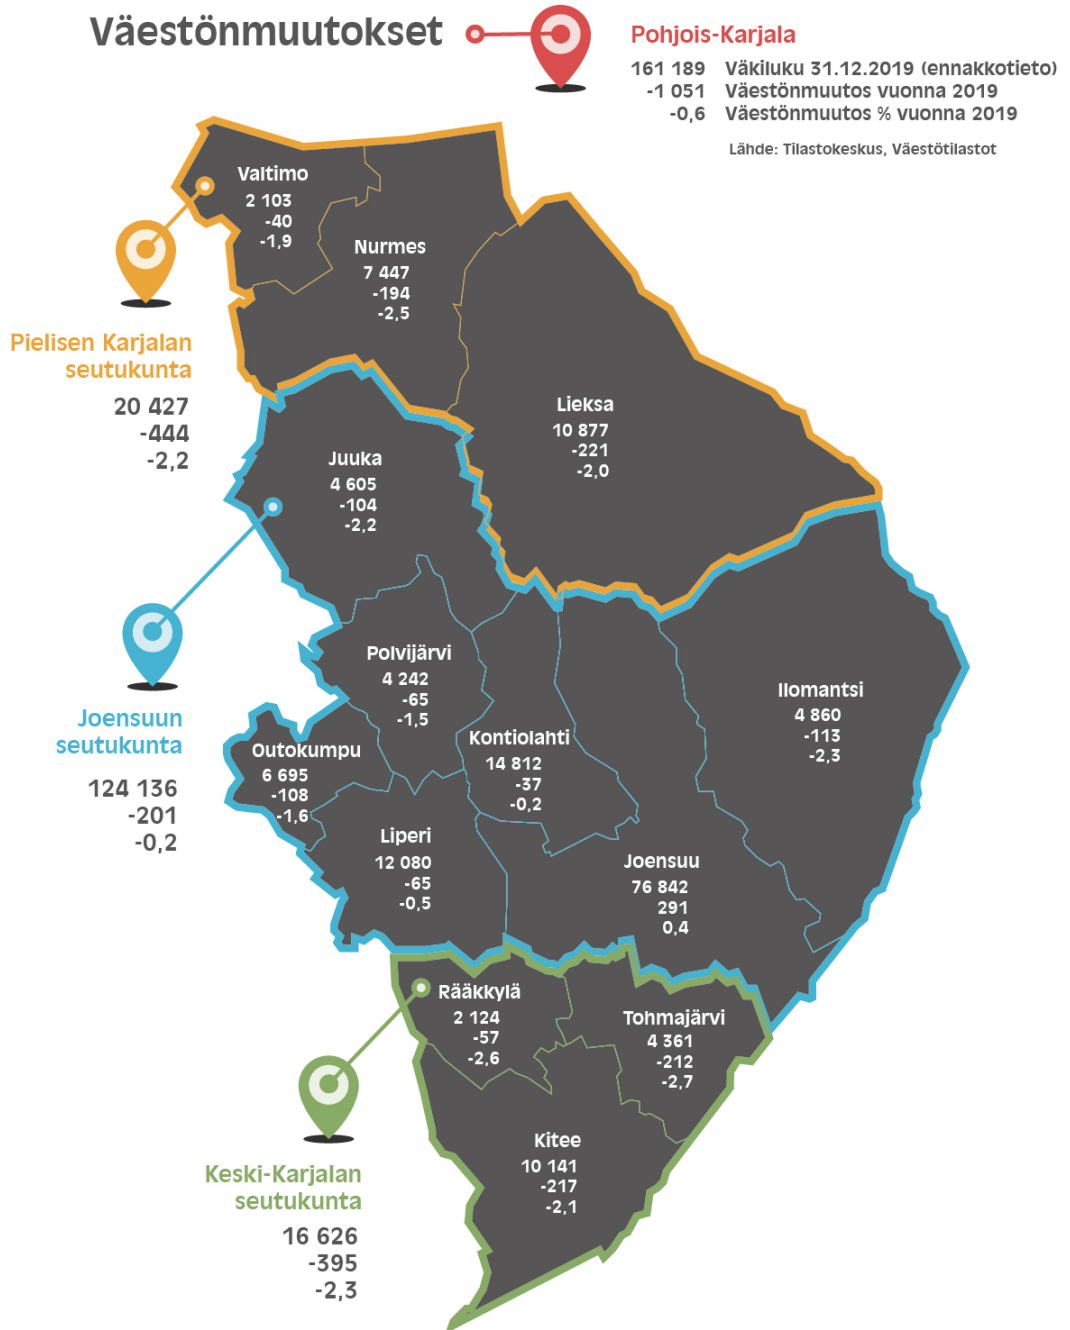 Väestönmuutokset
Pohjois-Karjala
161 189 Väkiluku 31.12.2019 (ennakkotieto)
-1 051 Väestönmuutos vuonna 2019
-0,6 Väestönmuutos % vuonna 2019
Lähde: Tilastokeskus, Väestötilastot
Valtimo
2 103
-40
-1,9
Nurmes
7 447
-194
-2,5
Pielisen Karjalan
seutukunta
20 427
-444
-2,2
Lieksa
10 877
-221
-2,0
Juuka
4 605
-104
-2,2
Polvijärvi
4 242
-65
-1,5
Ilomantsi
4 860
-113
-2,3
Joensuun
seutukunta
124 136
-201
-0,2
Outokumpu
6 695
-108
-1,6
Kontiolahti
14 812
-37
-0,2
Liperi
12 080
-65
-0,5
Joensuu
76 842
291
0,4
Rääkkylä
2 124
-57
-2,6
Tohmajärvi
4 361
-212
-2,7
Kitee
10 141
-217
-2,1
Keski-Karjalan
seutukunta
16 626
-395
-2,3